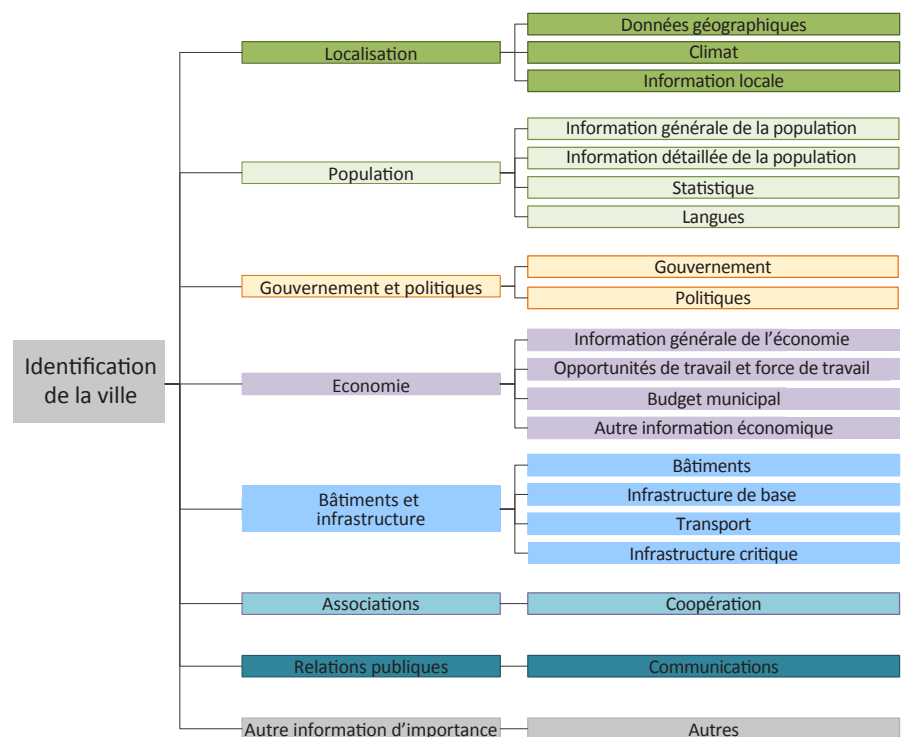 Données géographiques
Localisation
Climat
Information locale
Information générale de la population
Information détaillée de la population
Population
Statistique
Langues
Gouvernement
Gouvernement et politiques
Politiques
Information générale de l'économie
Identification
de la ville
Opportunités de travail et force de travail
Economie
Budget municipal
Autre information économique
Bâtiments
Bâtiments et
infrastructure
Infrastructure de base
Transport
Infrastructure critique
Associations
Coopération
Relations publiques
Communications
Autre information d'importance
Autres